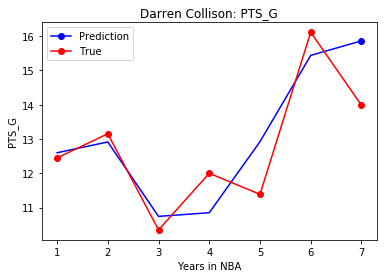 Darren Collison: PTS_G
Prediction
True
16
15
14
13
12
11
PTS_G
1 2 3 4 5 6 7
Years in NBA